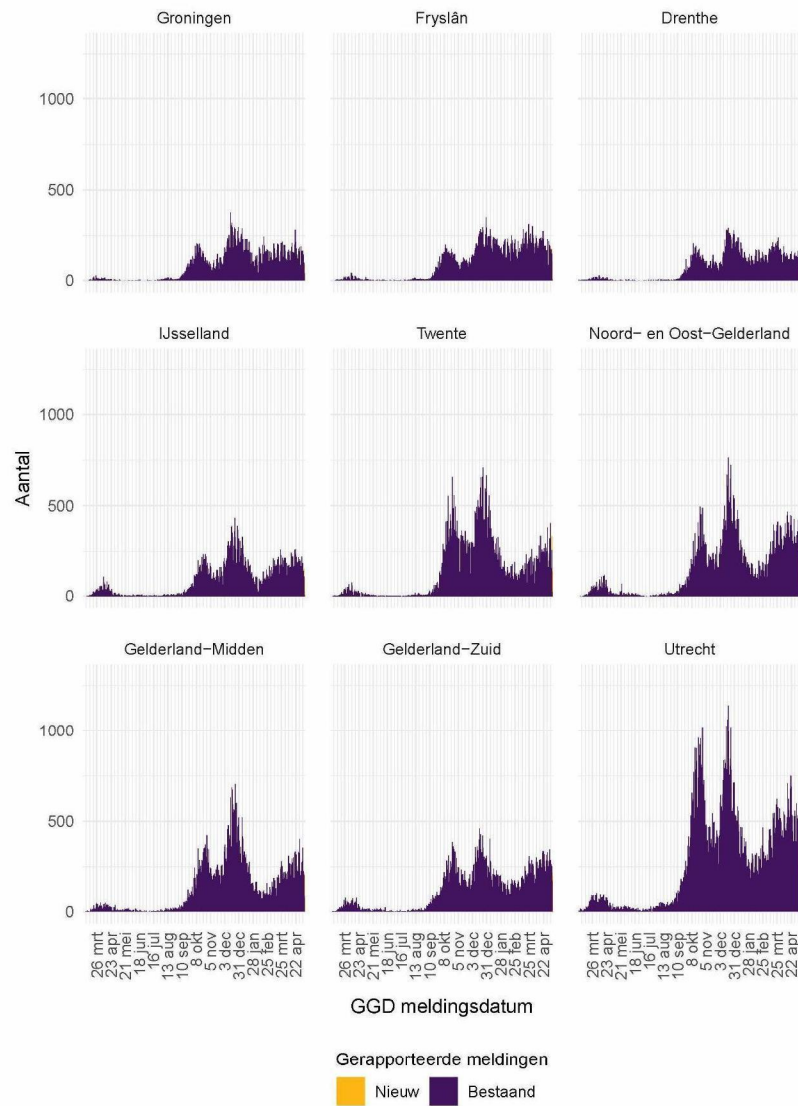 Groningen Fryslân Drenthe
1000
500
0
IJsselland Twente Noord− en Oost−Gelderland
1000
500
0
Aantal
Gelderland−Midden Gelderland−Zuid Utrecht
1000
500
0
26 mrt 23 apr 21 mei 18 jun 16 jul 13 aug 10 sep 8 okt 5 nov 3 dec 31 dec 28 jan 25 feb 25 mrt 22 apr 26 mrt 23 apr 21 mei 18 jun 16 jul 13 aug 10 sep 8 okt 5 nov 3 dec 31 dec 28 jan 25 feb 25 mrt 22 apr 26 mrt 23 apr 21 mei 18 jun 16 jul 13 aug 10 sep 8 okt 5 nov 3 dec 31 dec 28 jan 25 feb 25 mrt 22 apr
GGD meldingsdatum
Gerapporteerde meldingen
Nieuw Bestaand